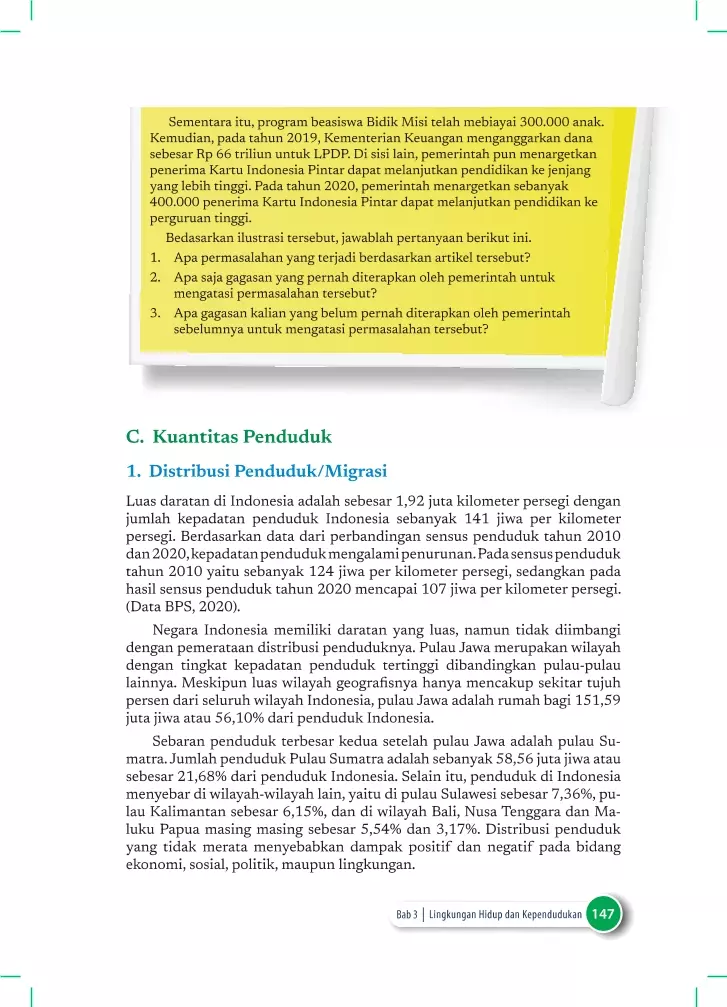 Sementara itu, program beasiswa Bidik Misi telah mebiayai 300.000 anak.
Kemudian, pada tahun 2019, Kementerian Keuangan menganggarkan dana
sebesar Rp 66 triliun untuk LPDP. Di sisi lain, pemerintah pun menargetkan
penerima Kartu Indonesia Pintar dapat melanjutkan pendidikan ke jenjang
yang lebih tinggi. Pada tahun 2020, pemerintah menargetkan sebanyak
400.000 penerima Kartu Indonesia Pintar dapat melanjutkan pendidikan ke
perguruan tinggi.
Bedasarkan ilustrasi tersebut, jawablah pertanyaan berikut ini.
1. Apa permasalahan yang terjadi berdasarkan artikel tersebut?
2. Apa saja gagasan yang pernah diterapkan oleh pemerintah untuk
mengatasi permasalahan tersebut?
3. Apa gagasan kalian yang belum pernah diterapkan oleh pemerintah
sebelumnya untuk mengatasi permasalahan tersebut?
C. Kuantitas Penduduk
1. Distribusi Penduduk/Migrasi
Luas daratan di Indonesia adalah sebesar 1,92 juta kilometer persegi dengan
jumlah kepadatan penduduk Indonesia sebanyak 141 jiwa per kilometer
persegi. Berdasarkan data dari perbandingan sensus penduduk tahun 2010
dan 2020, kepadatan penduduk mengalami penurunan. Pada sensus penduduk
tahun 2010 yaitu sebanyak 124 jiwa per kilometer persegi, sedangkan pada
hasil sensus penduduk tahun 2020 mencapai 107 jiwa per kilometer persegi.
(Data BPS, 2020).
Negara Indonesia memiliki daratan yang luas, namun tidak diimbangi
dengan pemerataan distribusi penduduknya. Pulau Jawa merupakan wilayah
dengan tingkat kepadatan penduduk tertinggi dibandingkan pulau-pulau
lainnya. Meskipun luas wilayah geografisnya hanya mencakup sekitar tujuh
persen dari seluruh wilayah Indonesia, pulau Jawa adalah rumah bagi 151,59
juta jiwa atau 56,10% dari penduduk Indonesia.
Sebaran penduduk terbesar kedua setelah pulau Jawa adalah pulau Su-
matra. Jumlah penduduk Pulau Sumatra adalah sebanyak 58,56 juta jiwa atau
sebesar 21,68% dari penduduk Indonesia. Selain itu, penduduk di Indonesia
menyebar di wilayah-wilayah lain, yaitu di pulau Sulawesi sebesar 7,36%, pu-
lau Kalimantan sebesar 6,15%, dan di wilayah Bali, Nusa Tenggara dan Ma-
luku Papua masing masing sebesar 5,54% dan 3,17%. Distribusi penduduk
yang tidak merata menyebabkan dampak positif dan negatif pada bidang
ekonomi, sosial, politik, maupun lingkungan.
Bab 3 | Lingkungan Hidup dan Kependudukan 147